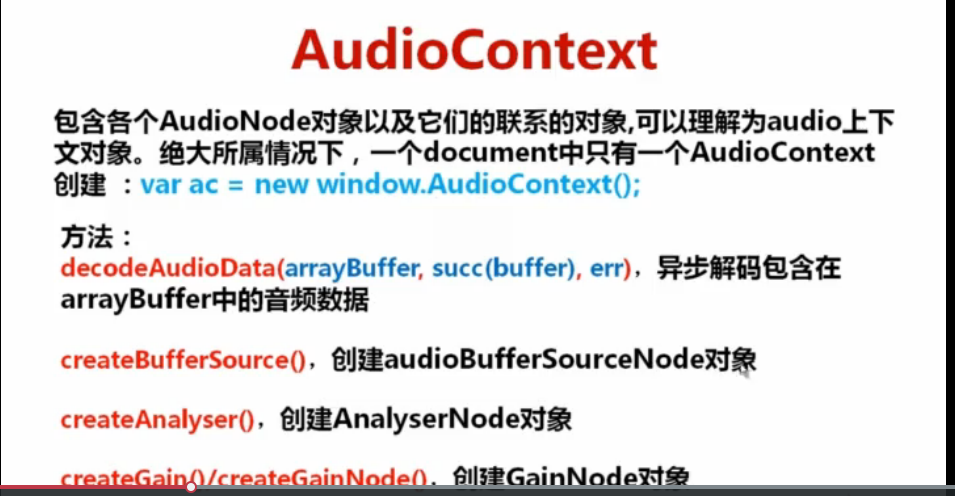 AudioContext
包含各个AudioNode对象以及它们的联系的对象,可以理解为audio上下
文对象。绝大所属情况下，一个document中只有一个AudioContext
创建 ：var ac = new window.AudioContext();
方法：
decodeAudioData(arrayBuffer, succ(buffer), err)，异步解码包含在
arrayBuffer中的音频数据
createBufferSource()，创建audioBufferSourceNode对象
createAnalyser()，创建AnalyserNode对象
createGain()/createGainNode()，创建GainNode对象